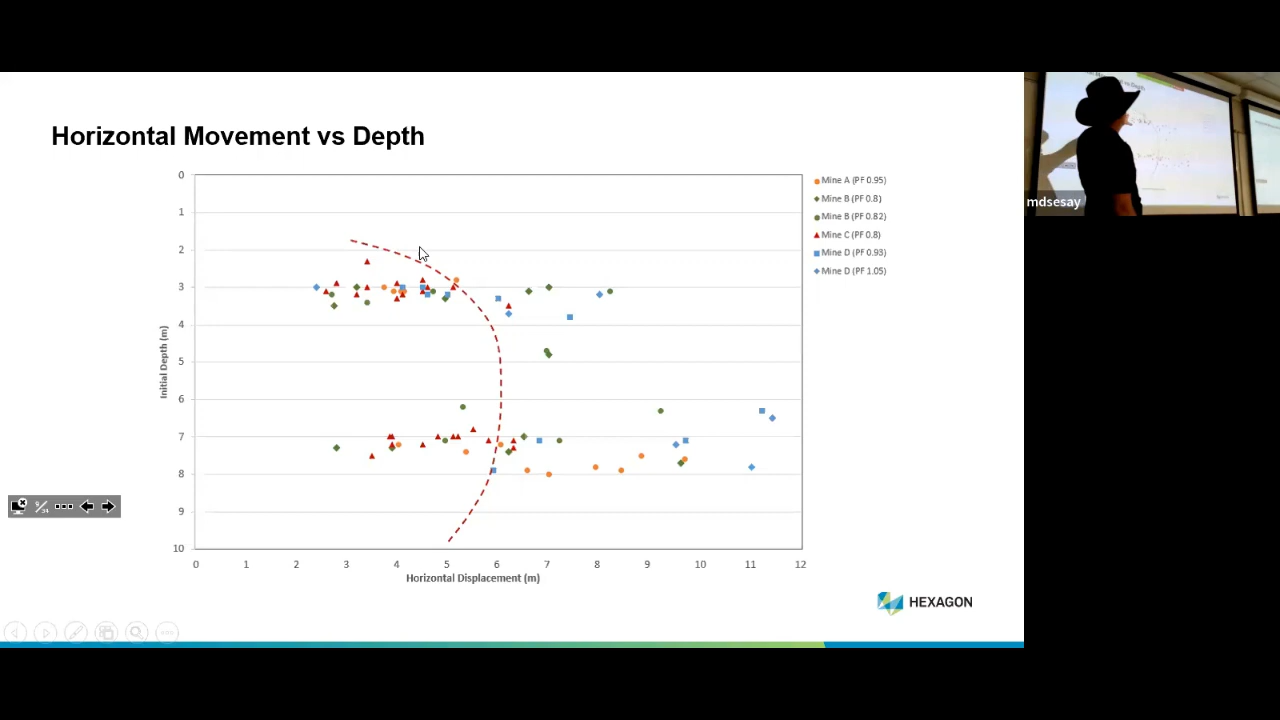 Horizontal Movement vs Depth
0
1
2
3
4
5
6
7
8
9
10
Initial Depth (m)
0 1 2 3 4 5 6 7 8 9 10 11 12
Horizontal Displacement (m)
Mine A (PF 0.95)
Mine B (PF 0.8)
Mine B (PF 0.82)
Mine C (PF 0.8)
Mine D (PF 0.93)
Mine D (PF 1.05)
HEXAGON
mdsesay